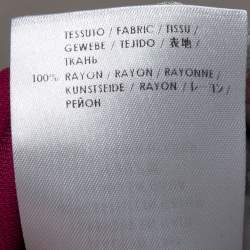 TESSUTO / FABRIC / TISSU /
GEWEBE / TEJIDO / 表地 /
ТКАНЬ
100% RAYON / RAYON / RAYONNE /
KUNSTSEIDE / RAYON / レーヨン /
РЕЙОН